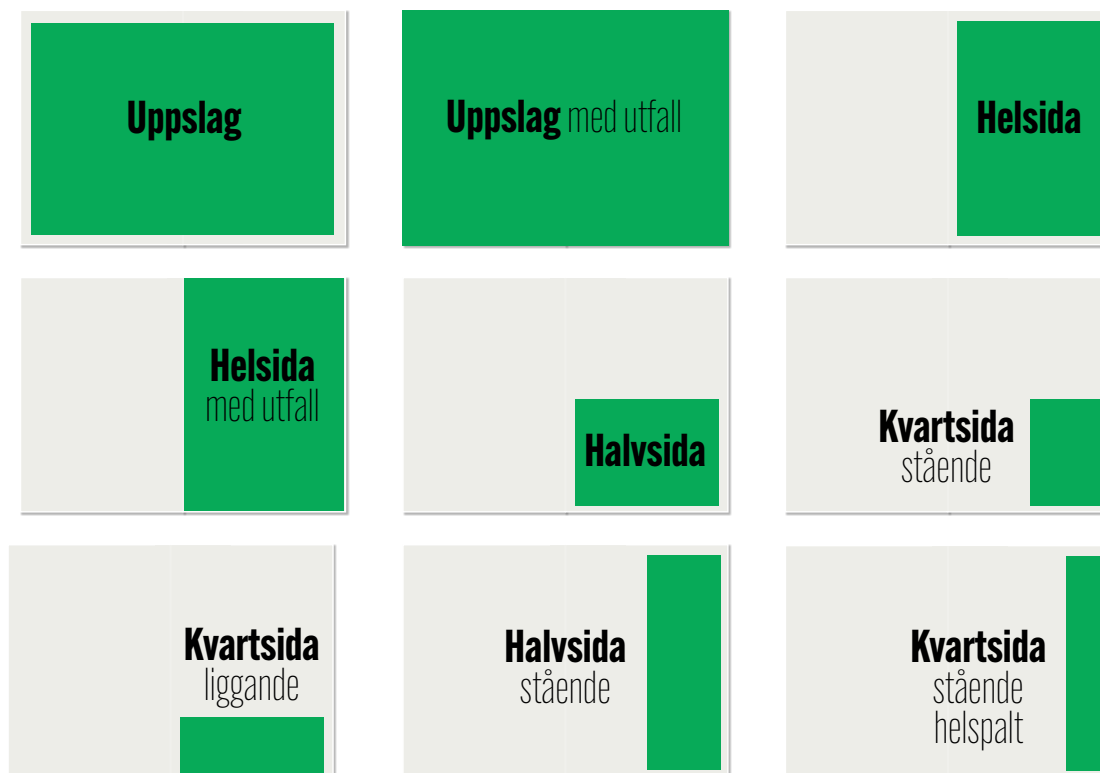 Uppslag
Uppslag med utfall
Helsida
Helsida
med utfall
Halvsida
Kvartsida
stående
Kvartsida
liggande
Halvsida
stående
Kvartsida
stående
helspalt